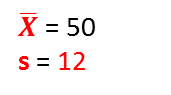 X̅ = 50
s = 12